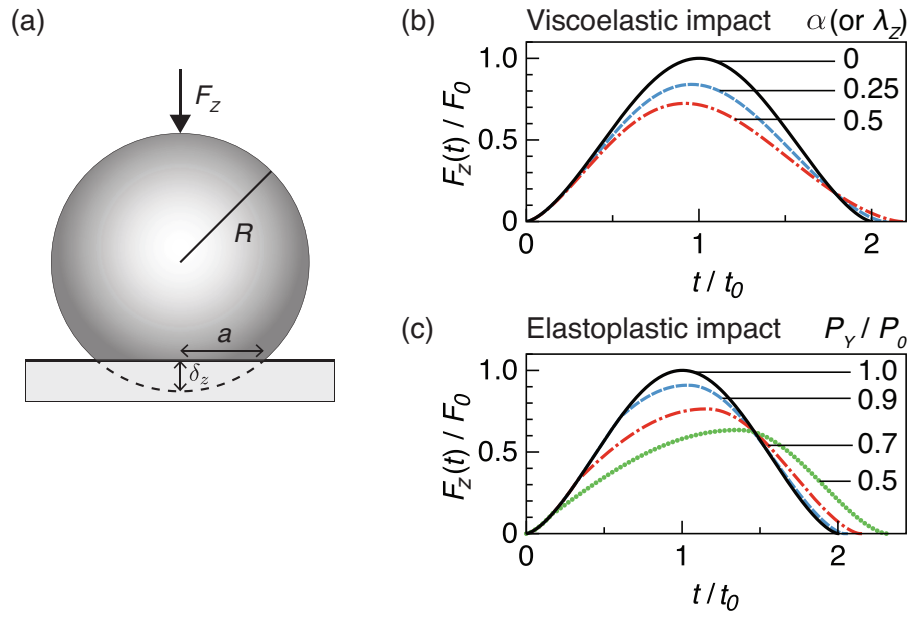 (a)
F_z
R
a
δ_z
(b) Viscoelastic impact α (or λ_z)
F_z(t) / F_0
1.0
0.5
0
0
0.25
0.5
0 1 2
t / t_0
(c) Elastoplastic impact P_Y / P_0
F_z(t) / F_0
1.0
0.5
0
1.0
0.9
0.7
0.5
0 1 2
t / t_0